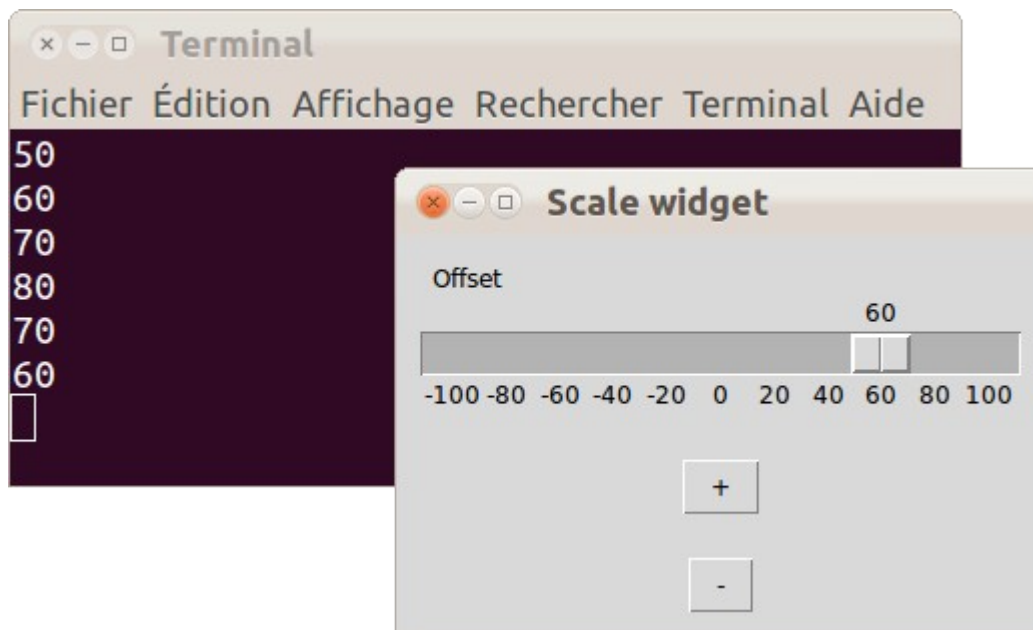 Terminal
Fichier Édition Affichage Rechercher Terminal Aide
50
60
70
80
70
60
Scale widget
Offset
60
-100 -80 -60 -40 -20 0 20 40 60 80 100
+
-